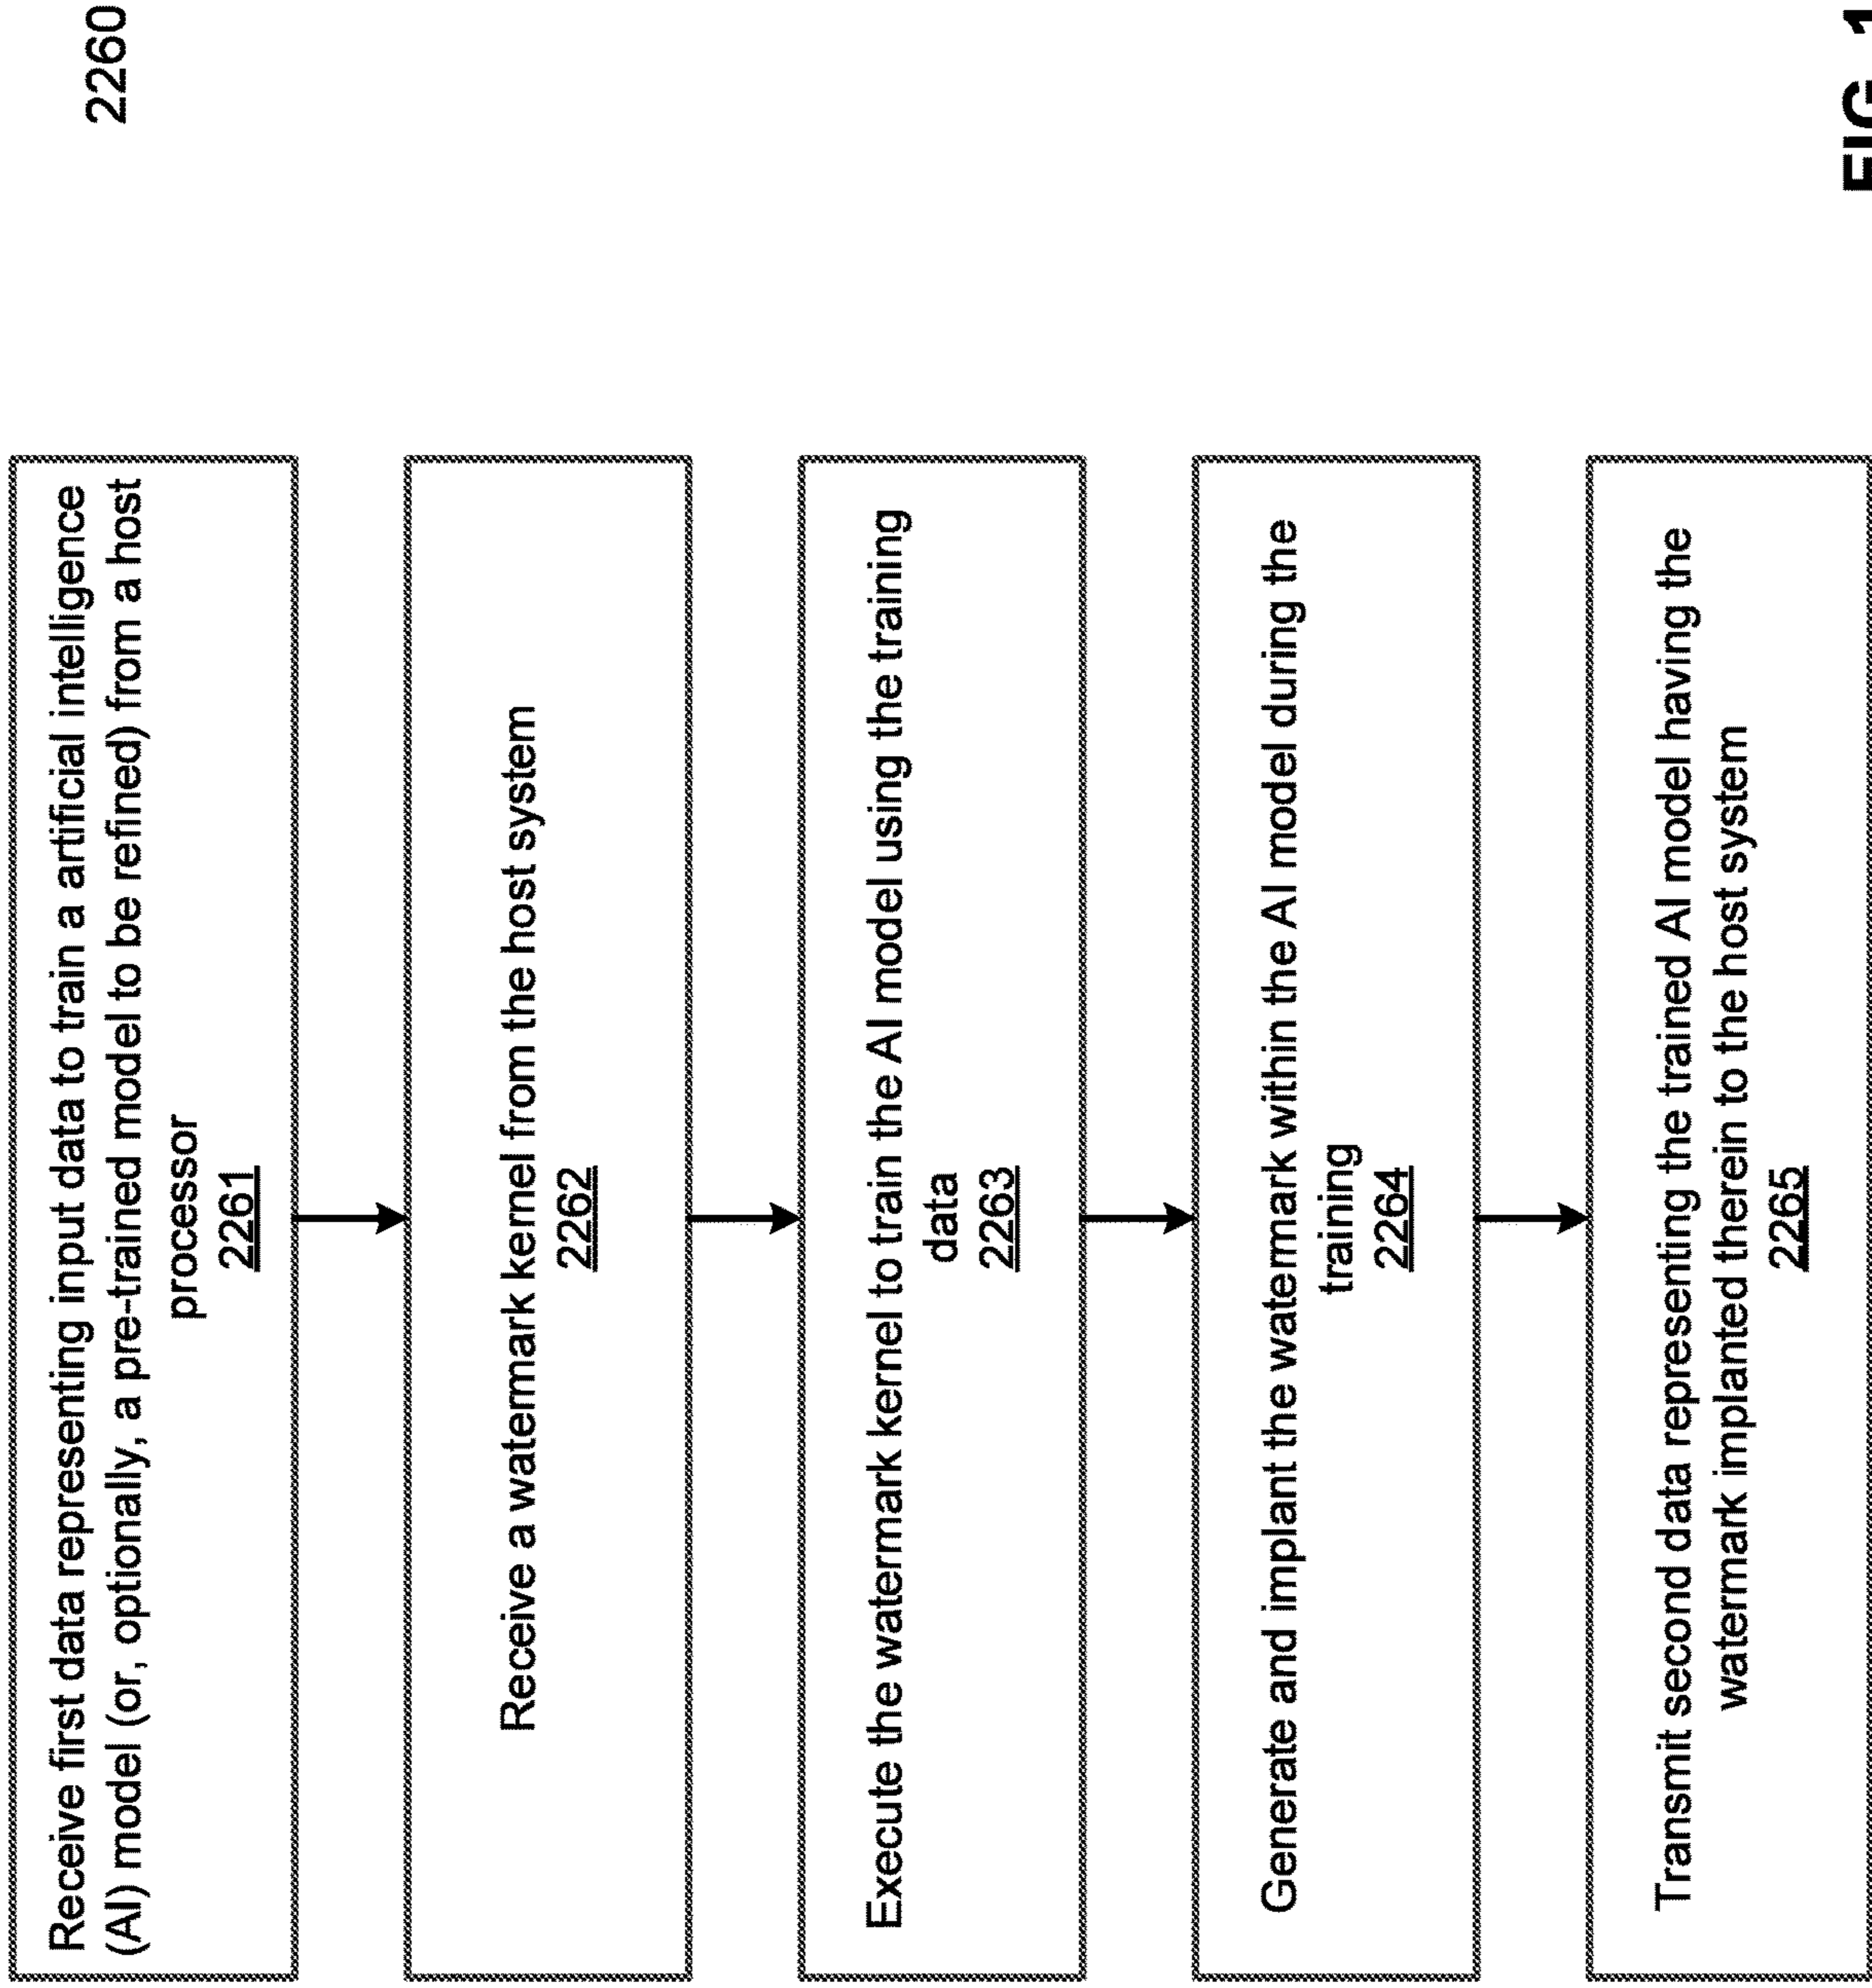 2260
Receive first data representing input data to train a artificial intelligence
(AI) model (or, optionally, a pre-trained model to be refined) from a host
processor
2261
Receive a watermark kernel from the host system
2262
Execute the watermark kernel to train the AI model using the training
data
2263
Generate and implant the watermark within the AI model during the
training
2264
Transmit second data representing the trained AI model having the
watermark implanted therein to the host system
2265
FIG. 1